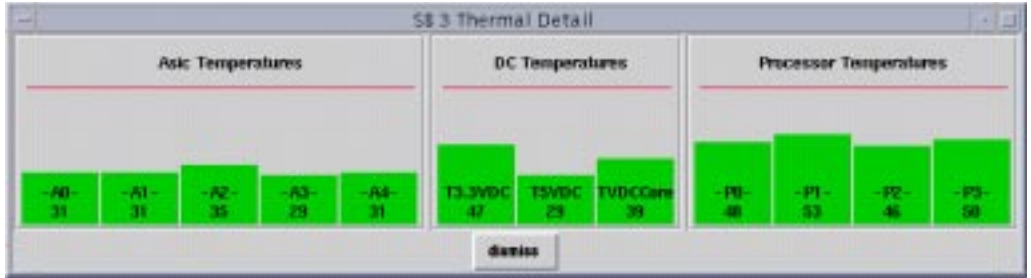 SB 3 Thermal Detail
Asic Temperatures DC Temperatures Processor Temperatures
-A0- -A1- -A2- -A3- -A4- T3.3VDC T5VDC TVDCCore -P0- -P1- -P2- -P3-
31 31 35 29 31 47 29 39 48 53 46 50
dismiss